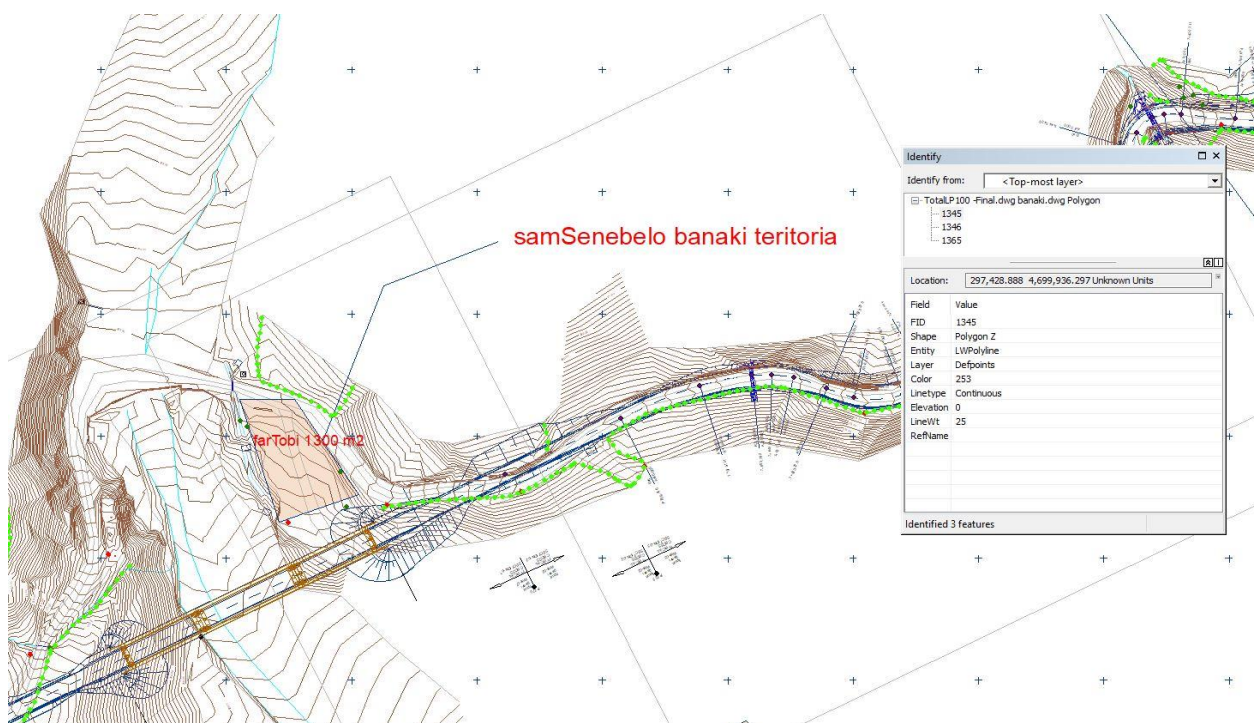 samSenebelo banaki teritoria
farTobi 1300 m2
Identify
Identify from: <Top-most layer>
TotalLP100 -Final.dwg banaki.dwg Polygon
1345
1346
1365
Location: 297,428.888 4,699,936.297 Unknown Units
Field Value
FID 1345
Shape Polygon Z
Entity LWPolyline
Layer Defpoints
Color 253
Linetype Continuous
Elevation 0
LineWt 25
RefName
Identified 3 features